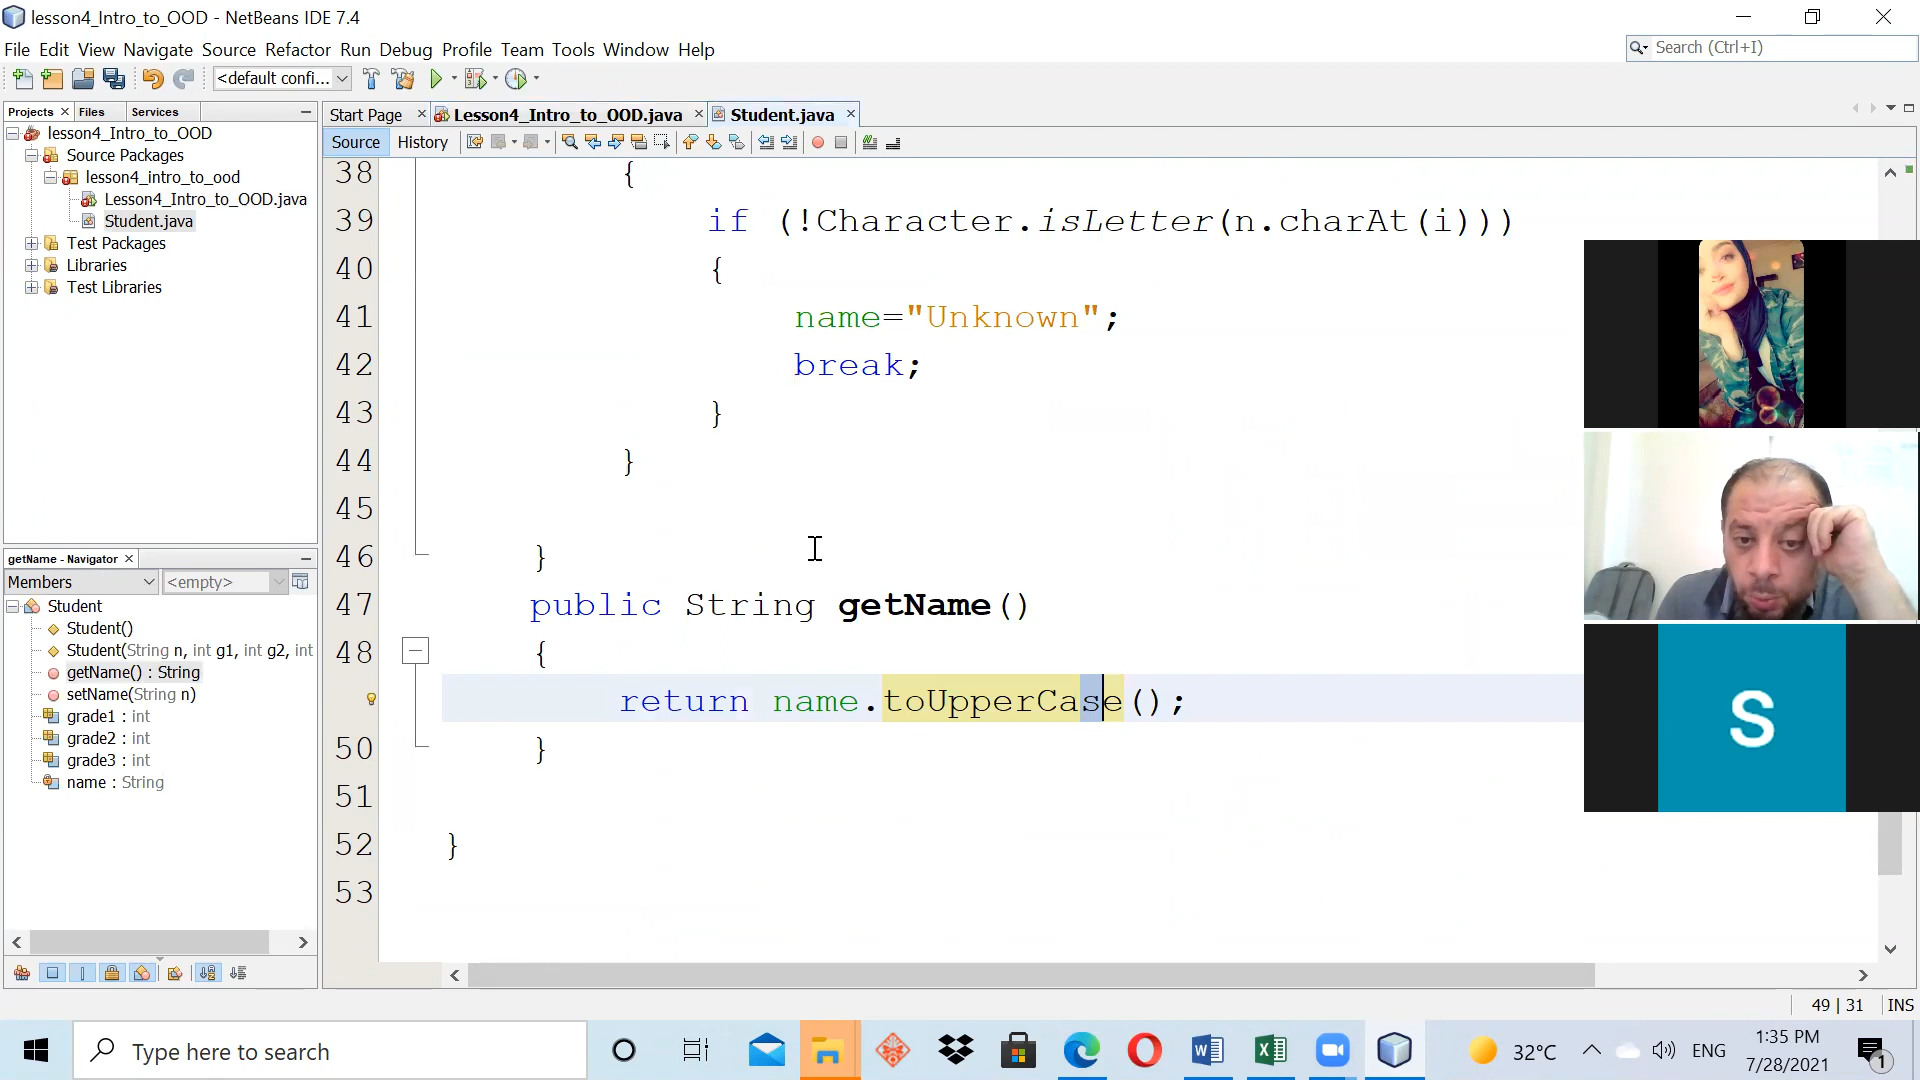 lesson4_Intro_to_OOD - NetBeans IDE 7.4
File Edit View Navigate Source Refactor Run Debug Profile Team Tools Window Help
Search (Ctrl+I)
<default confi...
Projects Files Services
Start Page Lesson4_Intro_to_OOD.java Student.java
lesson4_Intro_to_OOD
Source Packages
lesson4_intro_to_ood
Lesson4_Intro_to_OOD.java
Student.java
Test Packages
Libraries
Test Libraries
Source History
38 {
39 if (!Character.isLetter(n.charAt(i)))
40 {
41 name="Unknown";
42 break;
43 }
44 }
45
46 }
47 public String getName()
48 {
return name.toUpperCase();
50 }
51
52 }
53
getName - Navigator
Members <empty>
Student
Student()
Student(String n, int g1, int g2, int
getName() : String
setName(String n)
grade1 : int
grade2 : int
grade3 : int
name : String
S
49 | 31 INS
Type here to search
32°C ENG
1:35 PM
7/28/2021
1